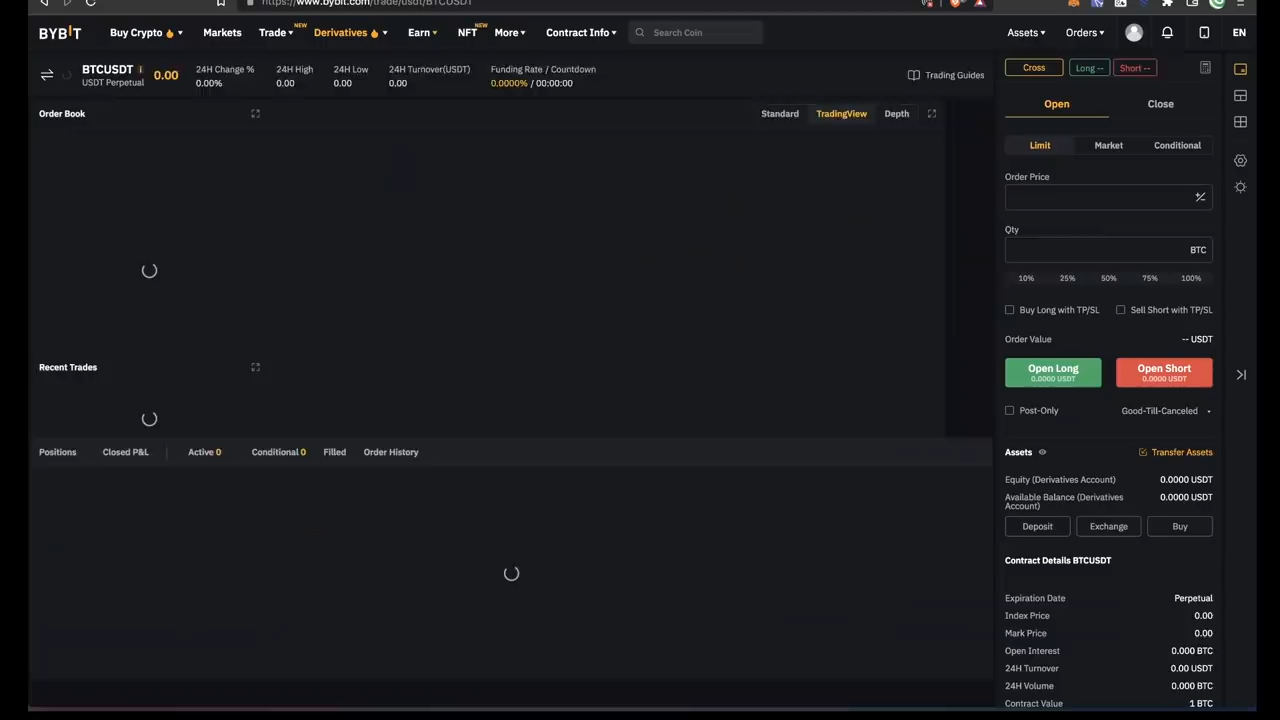 https://www.bybit.com/trade/usdt/BTCUSDT
BYBIT
Buy Crypto
Markets
Trade
NEW
Derivatives
Earn
NFT
NEW
More
Contract Info
Search Coin
Assets
Orders
EN
BTCUSDT
USDT Perpetual
0.00
24H Change %
0.00%
24H High
0.00
24H Low
0.00
24H Turnover(USDT)
0.00
Funding Rate / Countdown
0.0000% / 00:00:00
Trading Guides
Cross
Long --
Short --
Order Book
Standard
TradingView
Depth
Open
Close
Limit
Market
Conditional
Order Price
Qty
BTC
10%
25%
50%
75%
100%
Buy Long with TP/SL
Sell Short with TP/SL
Order Value
-- USDT
Open Long
0.0000 USDT
Open Short
0.0000 USDT
Recent Trades
Post-Only
Good-Till-Canceled
Positions
Closed P&L
Active 0
Conditional 0
Filled
Order History
Assets
Transfer Assets
Equity (Derivatives Account)
0.0000 USDT
Available Balance (Derivatives
Account)
0.0000 USDT
Deposit
Exchange
Buy
Contract Details BTCUSDT
Expiration Date
Perpetual
Index Price
0.00
Mark Price
0.00
Open Interest
0.000 BTC
24H Turnover
0.00 USDT
24H Volume
0.000 BTC
Contract Value
1 BTC